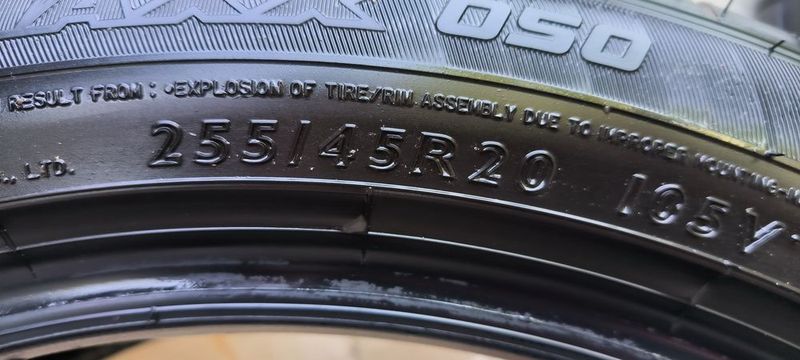 050
RESULT FROM : •EXPLOSION OF TIRE/RIM ASSEMBLY DUE TO IMPROPER MOUNTING-
255/45R20 105V
LTD.